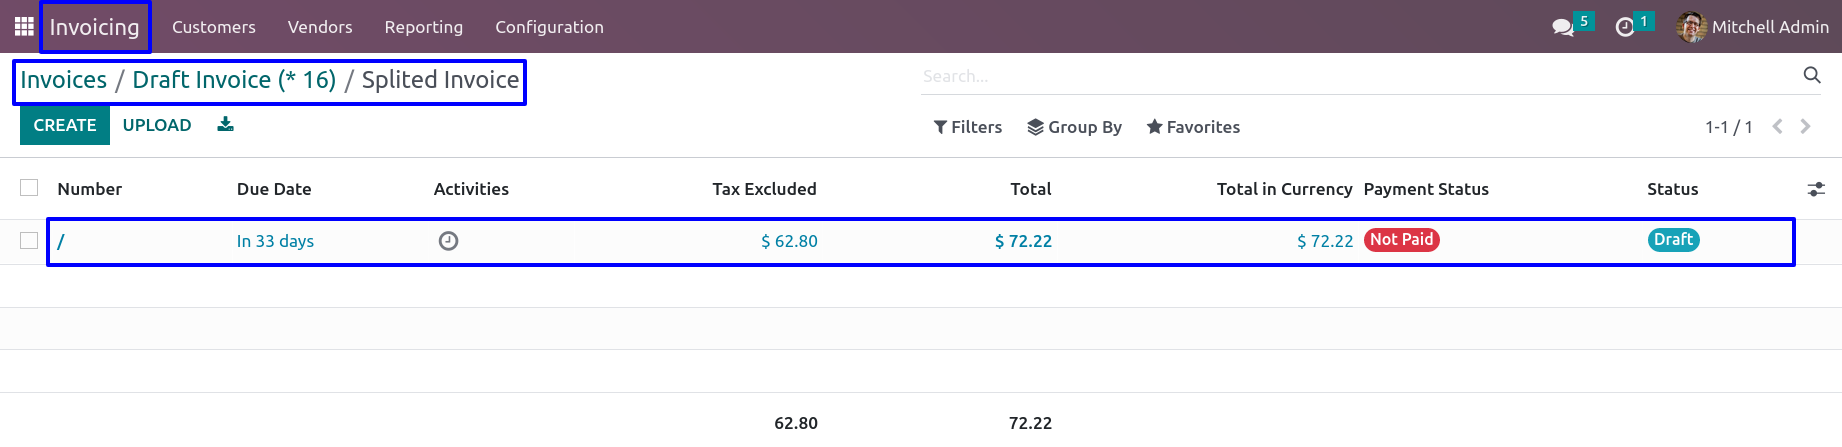 Invoicing Customers Vendors Reporting Configuration 5 1 Mitchell Admin
Invoices / Draft Invoice (* 16) / Splited Invoice
Search...
CREATE UPLOAD
Filters Group By Favorites 1-1 / 1
Number Due Date Activities Tax Excluded Total Total in Currency Payment Status Status
/ In 33 days $ 62.80 $ 72.22 $ 72.22 Not Paid Draft
62.80 72.22